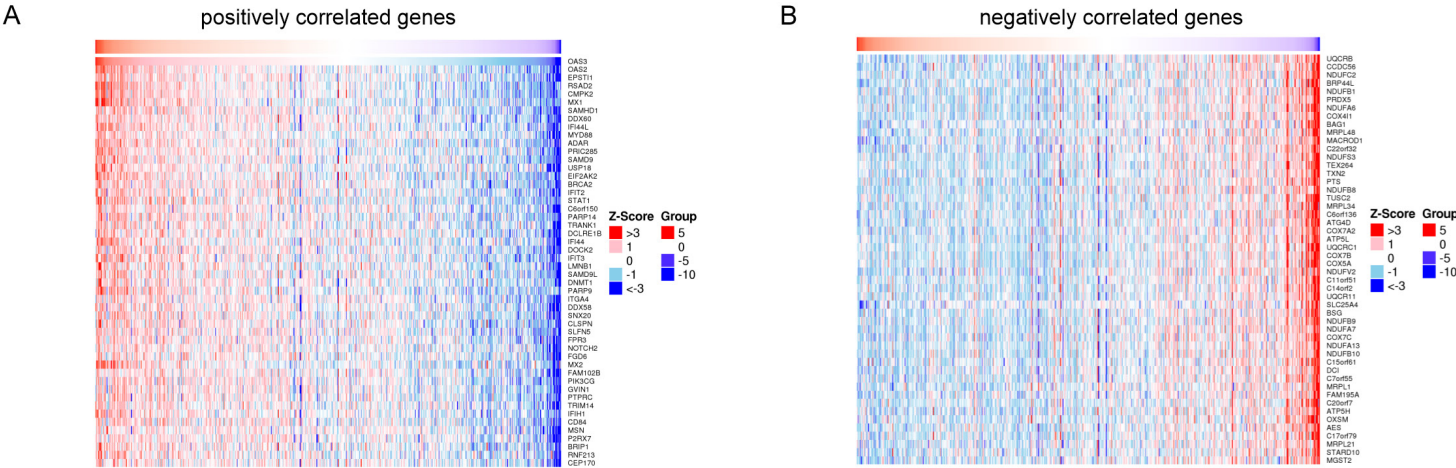 A
positively correlated genes
OAS3
OAS2
EPSTI1
RSAD2
CMPK2
MX1
SAMHD1
DDX60
IFI44L
MYD88
ADAR
PRIC285
SAMD9
USP18
EIF2AK2
BRCA2
IFIT2
STAT1
C6orf150
PARP14
TRANK1
DCLRE1B
IFI44
DOCK2
IFIT3
LMNB1
SAMD9L
DNMT1
PARP9
ITGA4
DDX58
SNX20
CLSPN
SLFN5
FPR3
NOTCH2
FGD6
MX2
FAM102B
PIK3CG
GVIN1
PTPRC
TRIM14
IFIH1
CD84
MSN
P2RX7
BRIP1
RNF213
CEP170
Z-Score Group
>3 5
1 0
0 -5
-1 -10
<-3
B
negatively correlated genes
UQCRB
CCDC56
NDUFC2
BRP44L
NDUFB1
PRDX5
NDUFA6
COX4I1
BAG1
MRPL48
MACROD1
C22orf32
NDUFS3
TEX264
TXN2
PTS
NDUFB8
TUSC2
MRPL34
C6orf136
ATG4D
COX7A2
ATP5L
UQCRC1
COX7B
COX5A
NDUFV2
C11orf51
C14orf2
UQCR11
SLC25A4
BSG
NDUFB9
NDUFA7
COX7C
NDUFA13
NDUFB10
C15orf61
DCI
C7orf55
MRPL1
FAM195A
C20orf7
ATP5H
OXSM
AES
C17orf79
MRPL21
STARD10
MGST2
Z-Score Group
>3 5
1 0
0 -5
-1 -10
<-3